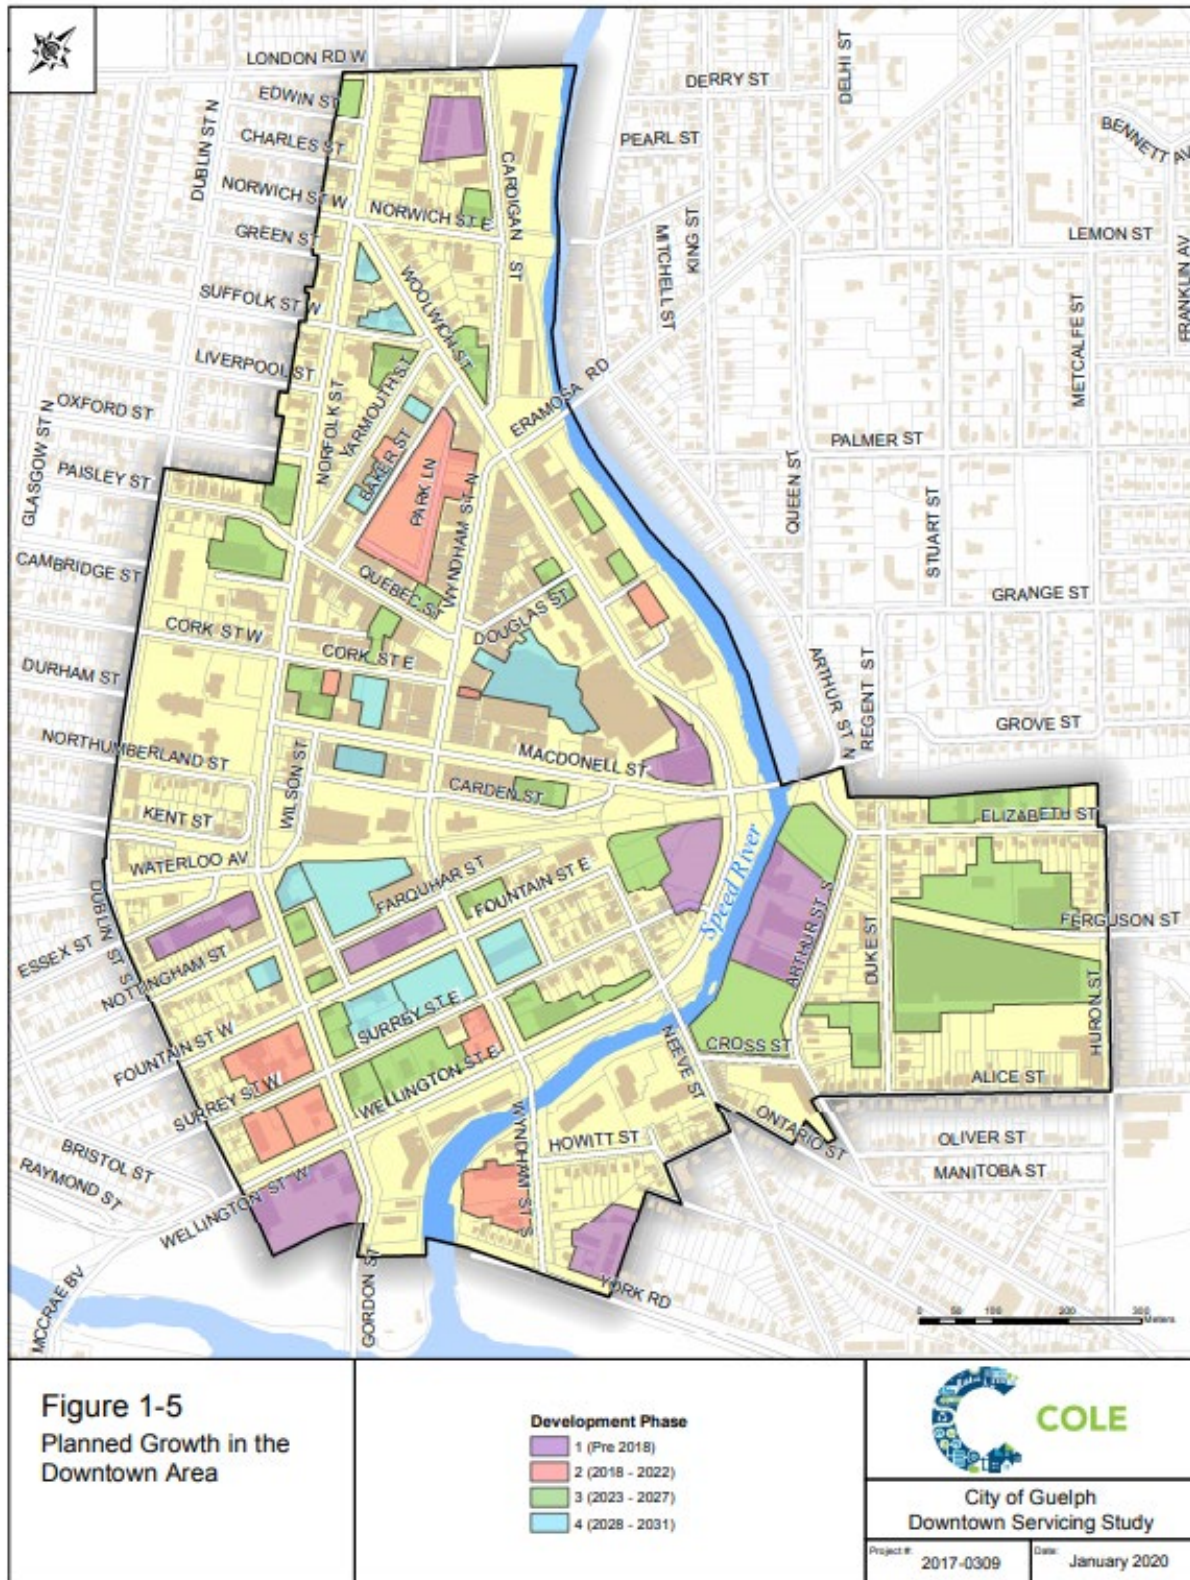 LONDON RD W
EDWIN ST
CHARLES ST
NORWICH ST W
GREEN ST
SUFFOLK ST W
LIVERPOOL ST
OXFORD ST
PAISLEY ST
CAMBRIDGE ST
CORK ST W
DURHAM ST
NORTHUMBERLAND ST
KENT ST
WATERLOO AV
DUBLIN ST N
GLASGOW ST N
NORWICH ST E
CARDIGAN ST
WOOLWICH ST
NORFOLK ST
YARMOUTH ST
BAKER ST
PARK LN
WYNDHAM ST N
QUEBEC ST
DOUGLAS ST
CORK ST E
MACDONELL ST
CARDEN ST
WILSON ST
FARQUHAR ST
FOUNTAIN ST E
DERRY ST
DELHI ST
PEARL ST
BENNETT AV
KING ST
MITCHELL ST
LEMON ST
FRANKLIN AV
METCALFE ST
ERAMOSA RD
PALMER ST
QUEEN ST
STUART ST
GRANGE ST
ARTHUR ST N
REGENT ST
GROVE ST
ELIZABETH ST
Speed River
ARTHUR ST S
DUKE ST
FERGUSON ST
HURON ST
CROSS ST
ALICE ST
NEEVE ST
ONTARIO ST
OLIVER ST
MANITOBA ST
ESSEX ST
DUBLIN ST S
NOTTINGHAM ST
FOUNTAIN ST W
SURREY ST E
SURREY ST W
WELLINGTON ST E
BRISTOL ST
RAYMOND ST
WELLINGTON ST W
WYNDHAM ST S
HOWITT ST
MCCRAE BV
GORDON ST
YORK RD
0 50 100 200 300
Meters
Figure 1-5
Planned Growth in the
Downtown Area
Development Phase
1 (Pre 2018)
2 (2018 - 2022)
3 (2023 - 2027)
4 (2028 - 2031)
COLE
City of Guelph
Downtown Servicing Study
Project #: 2017-0309
Date: January 2020